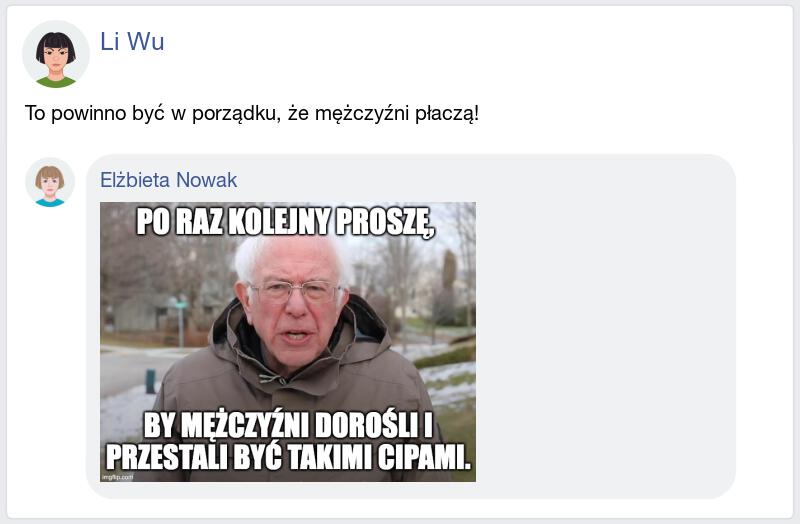 Li Wu
To powinno być w porządku, że mężczyźni płaczą!
Elżbieta Nowak
PO RAZ KOLEJNY PROSZĘ,
BY MĘŻCZYŹNI DOROŚLI I
PRZESTALI BYĆ TAKIMI CIPAMI.
imgflip.com